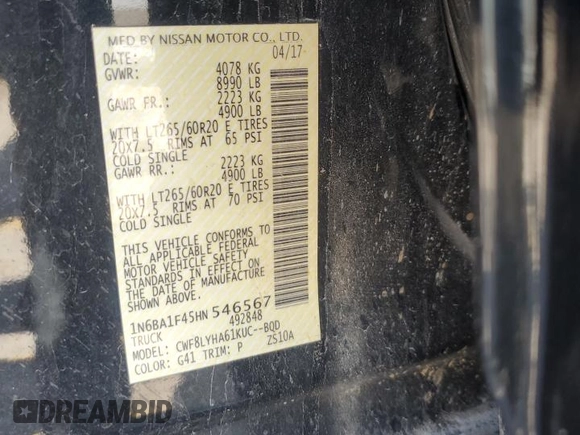 MFD BY NISSAN MOTOR CO., LTD.
DATE: 04/17
GVWR: 4078 KG
8990 LB
GAWR FR.: 2223 KG
4900 LB
WITH LT265/60R20 E TIRES
20x7.5 RIMS AT 65 PSI
COLD SINGLE
GAWR RR.: 2223 KG
4900 LB
WITH LT265/60R20 E TIRES
20x7.5 RIMS AT 70 PSI
COLD SINGLE
THIS VEHICLE CONFORMS TO
ALL APPLICABLE FEDERAL
MOTOR VEHICLE SAFETY
STANDARDS IN EFFECT ON
THE DATE OF MANUFACTURE
SHOWN ABOVE.
1N6BA1F45HN546567
TRUCK 492848
MODEL: CWF8LYHA61KUC--BQD
COLOR: G41 TRIM: P ZS10A
DREAMBID